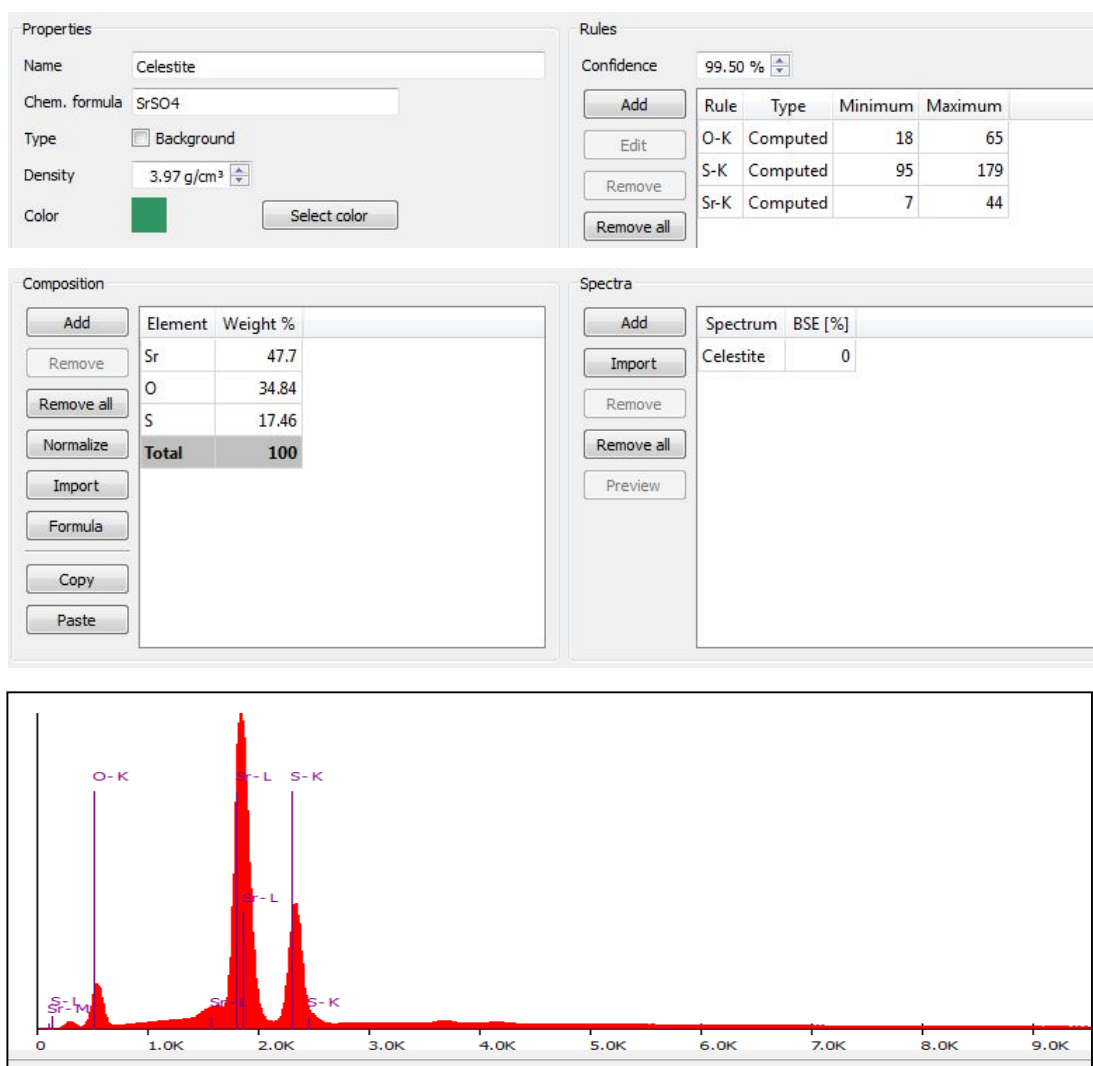 Properties
Name Celestite
Chem. formula SrSO4
Type Background
Density 3.97 g/cm³
Color Select color
Rules
Confidence 99.50 %
Add
Edit
Remove
Remove all
Rule Type Minimum Maximum
O-K Computed 18 65
S-K Computed 95 179
Sr-K Computed 7 44
Composition
Add
Remove
Remove all
Normalize
Import
Formula
Copy
Paste
Element Weight %
Sr 47.7
O 34.84
S 17.46
Total 100
Spectra
Add
Import
Remove
Remove all
Preview
Spectrum BSE [%]
Celestite 0
O-K Sr-L S-K
Sr-L
S-L
Sr-M Sr-L S-K
0 1.0K 2.0K 3.0K 4.0K 5.0K 6.0K 7.0K 8.0K 9.0K